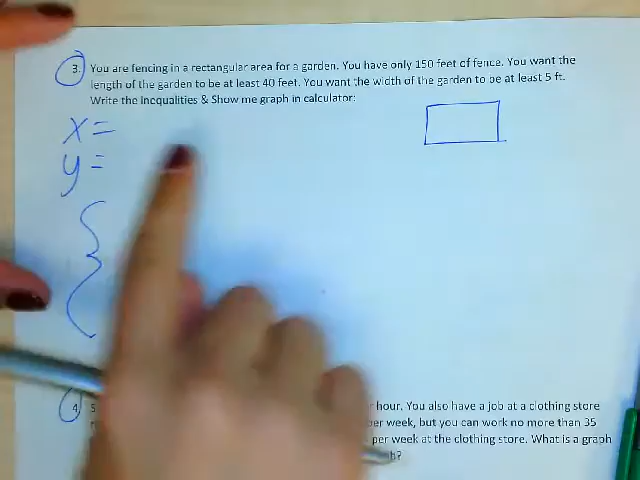 3. You are fencing in a rectangular area for a garden. You have only 150 feet of fence. You want the
length of the garden to be at least 40 feet. You want the width of the garden to be at least 5 ft.
Write the inequalities & Show me graph in calculator:
x =
y =
4. hour. You also have a job at a clothing store
per week, but you can work no more than 35
per week at the clothing store. What is a graph